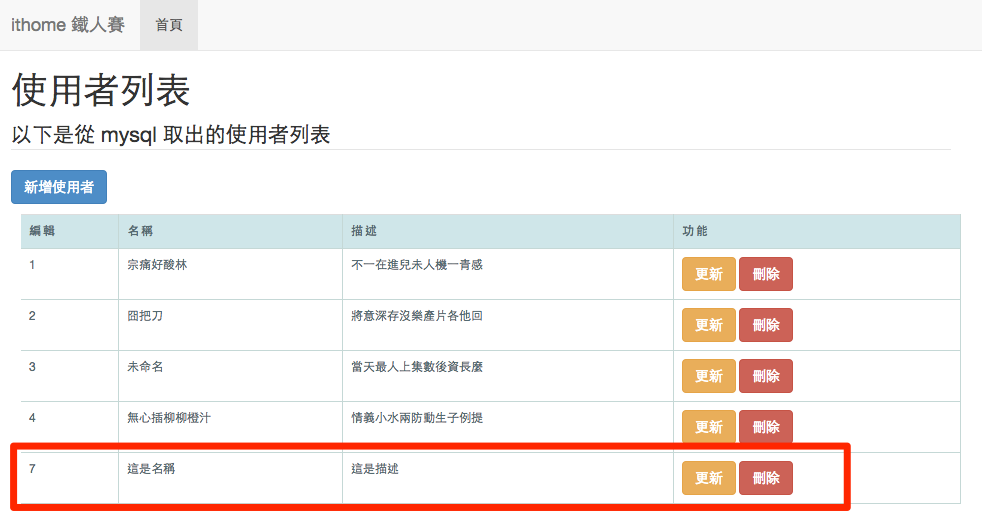 ithome 鐵人賽 首頁
使用者列表
以下是從 mysql 取出的使用者列表
新增使用者
編輯 名稱 描述 功能
1 宗痛好酸林 不一在進兒未人機一青感 更新 刪除
2 囧把刀 將意深存沒樂產片各他回 更新 刪除
3 未命名 當天最人上集數後資長麼 更新 刪除
4 無心插柳柳橙汁 情義小水兩防動生子例提 更新 刪除
7 這是名稱 這是描述 更新 刪除